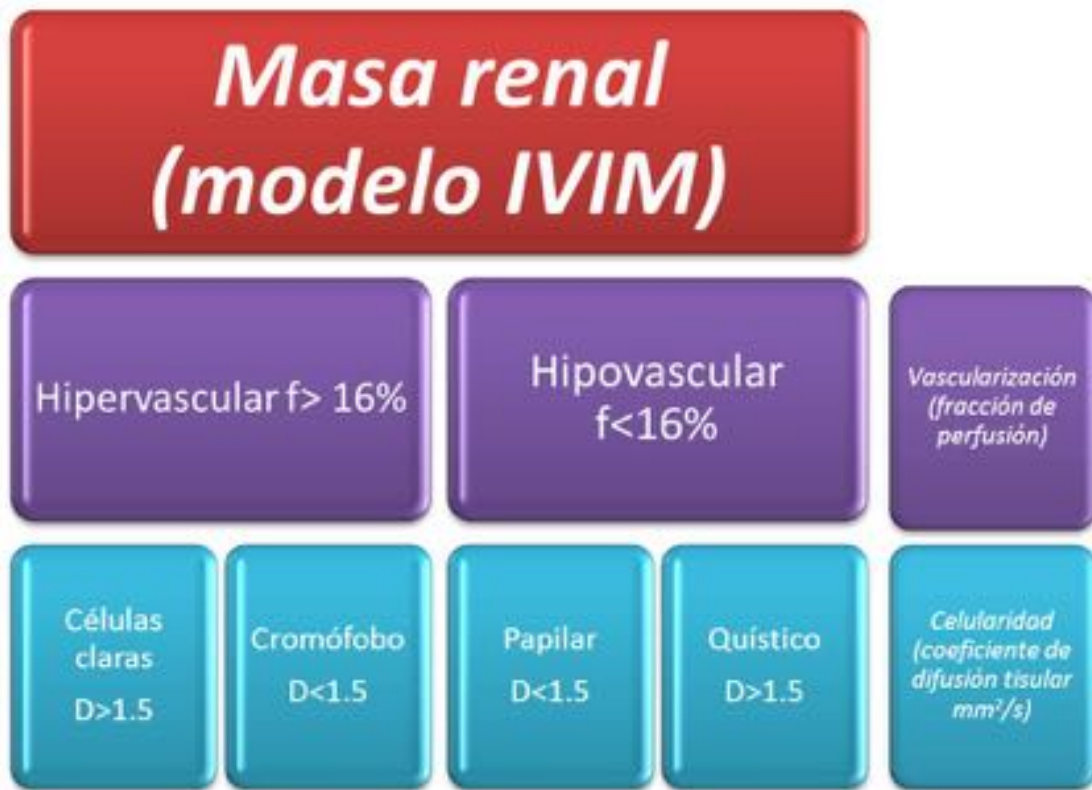 Masa renal
(modelo IVIM)
Hipervascular f> 16%
Hipovascular
f<16%
Vascularización
(fracción de
perfusión)
Células
claras
D>1.5
Cromófobo
D<1.5
Papilar
D<1.5
Quístico
D>1.5
Celularidad
(coeficiente de
difusión tisular
mm²/s)